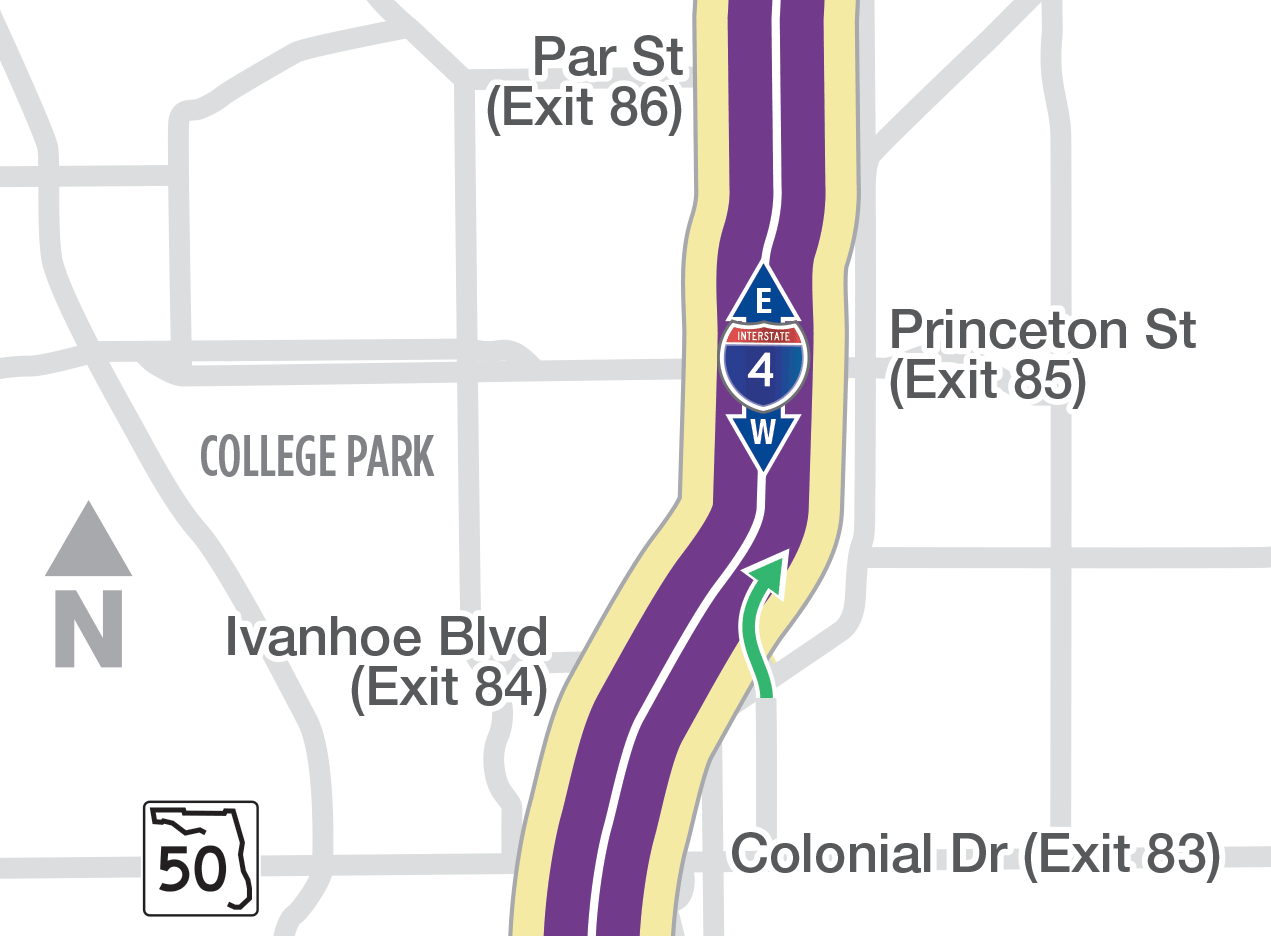 Par St
(Exit 86)
E
INTERSTATE
4
W
Princeton St
(Exit 85)
COLLEGE PARK
N
Ivanhoe Blvd
(Exit 84)
50
Colonial Dr (Exit 83)